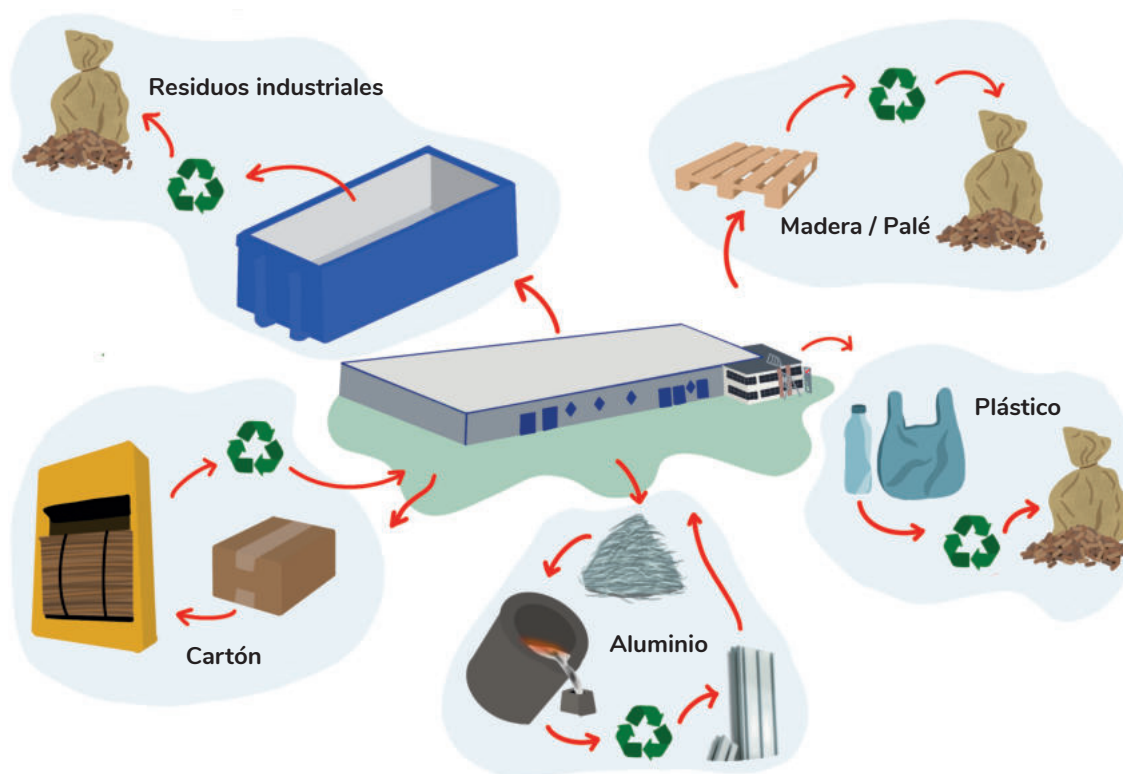 Residuos industriales
Madera / Palé
Plástico
Aluminio
Cartón